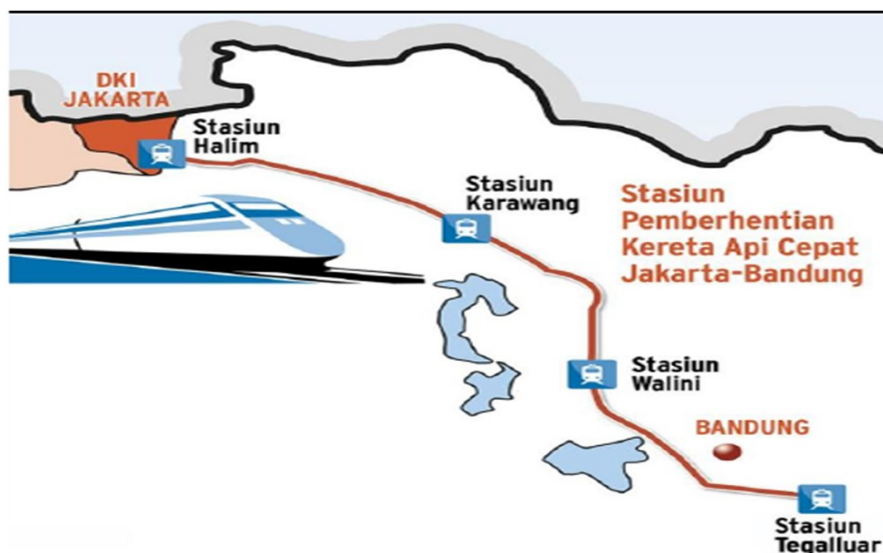 DKI
JAKARTA
Stasiun
Halim
Stasiun
Karawang
Stasiun
Pemberhentian
Kereta Api Cepat
Jakarta-Bandung
Stasiun
Walini
BANDUNG
Stasiun
Tegalluar